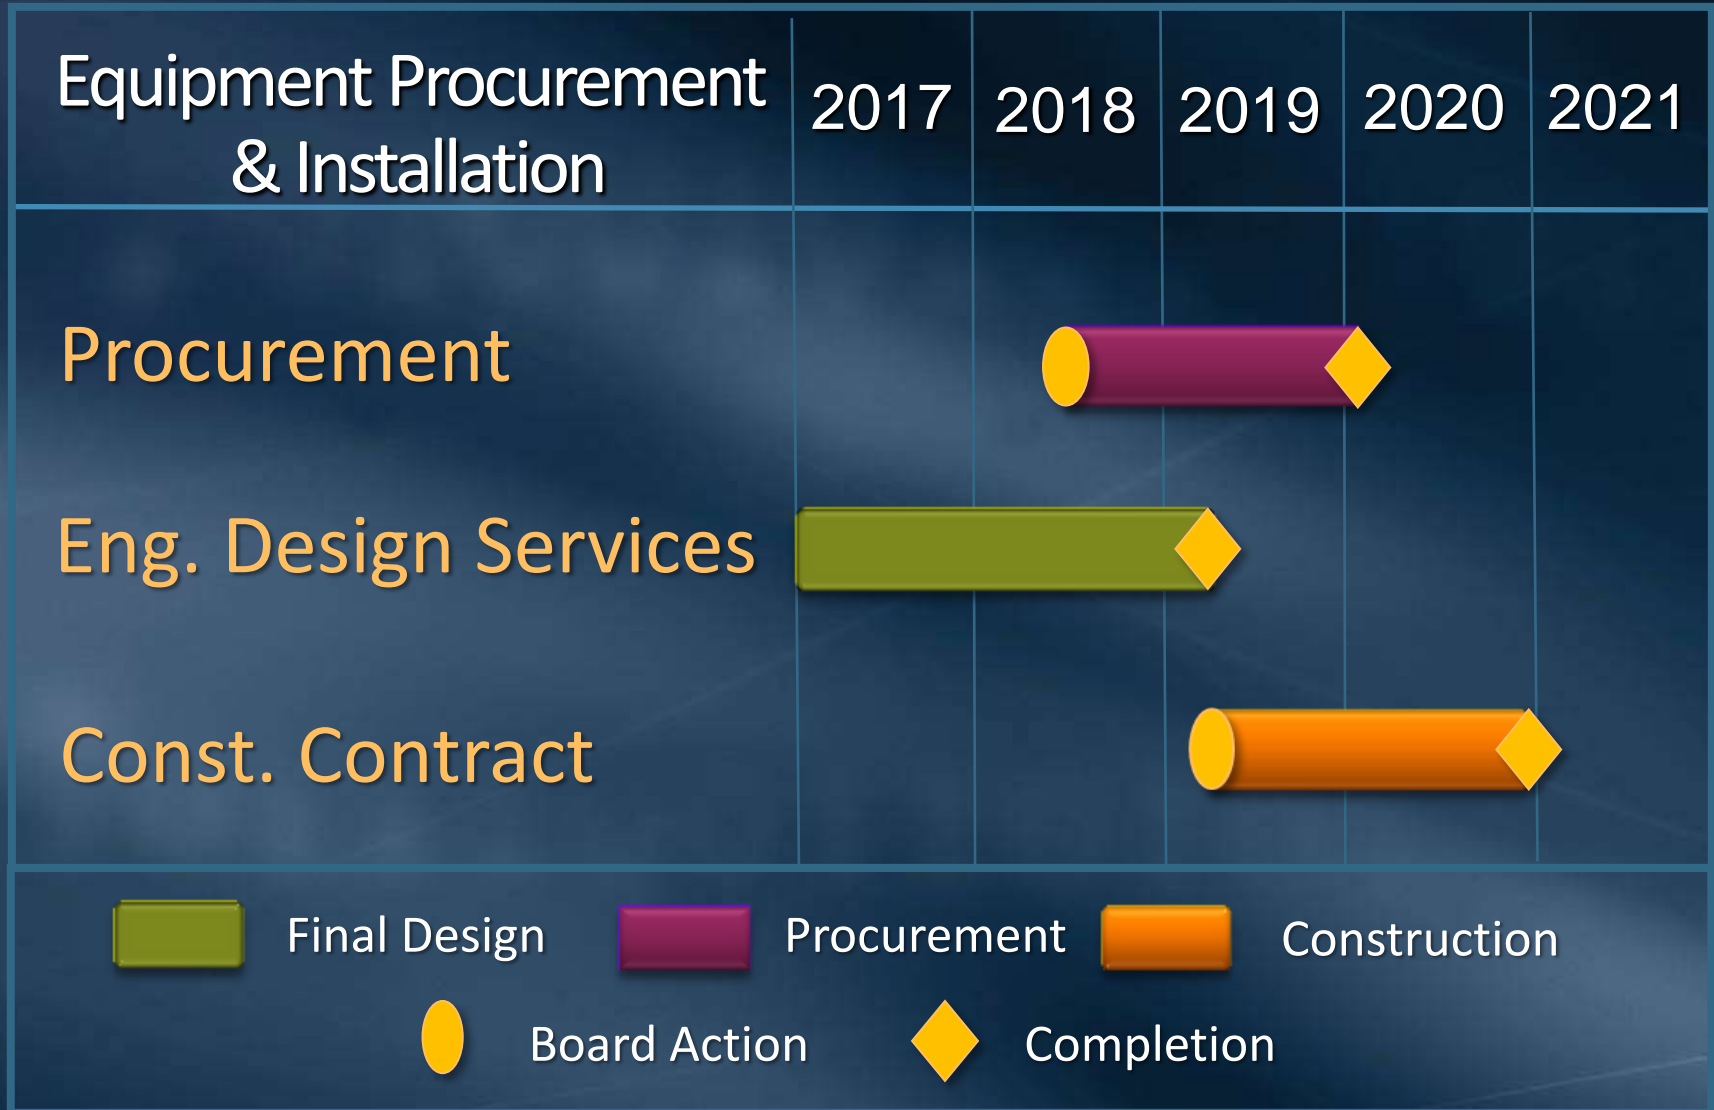 Equipment Procurement
& Installation
2017 2018 2019 2020 2021
Procurement
Eng. Design Services
Const. Contract
Final Design Procurement Construction
Board Action Completion